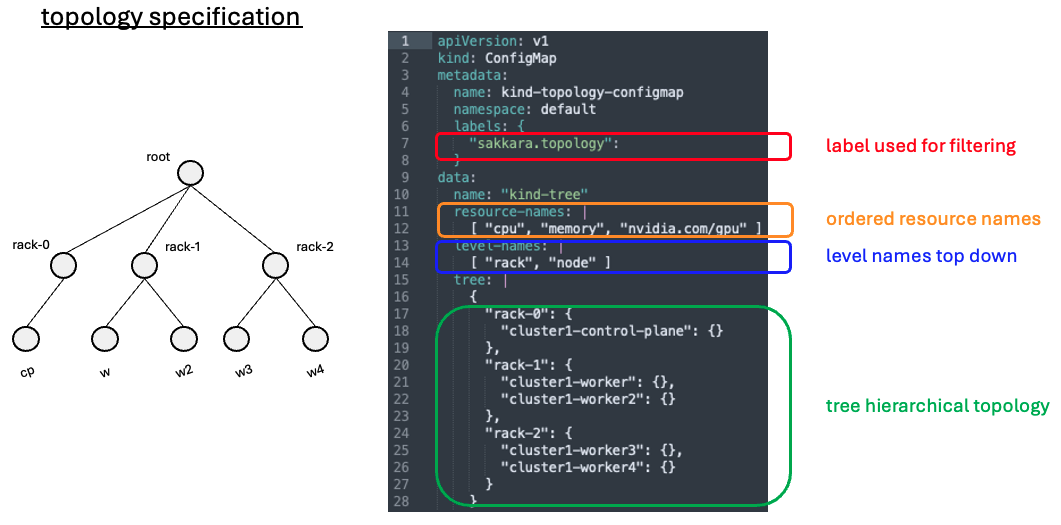 topology specification
root
rack-0
rack-1
rack-2
cp
w
w2
w3
w4
1 apiVersion: v1
2 kind: ConfigMap
3 metadata:
4 name: kind-topology-configmap
5 namespace: default
6 labels: {
7 "sakkara.topology":
8 }
9 data:
10 name: "kind-tree"
11 resource-names: |
12 [ "cpu", "memory", "nvidia.com/gpu" ]
13 level-names: |
14 [ "rack", "node" ]
15 tree: |
16 {
17 "rack-0": {
18 "cluster1-control-plane": {}
19 },
20 "rack-1": {
21 "cluster1-worker": {},
22 "cluster1-worker2": {}
23 },
24 "rack-2": {
25 "cluster1-worker3": {},
26 "cluster1-worker4": {}
27 }
28 }
label used for filtering
ordered resource names
level names top down
tree hierarchical topology